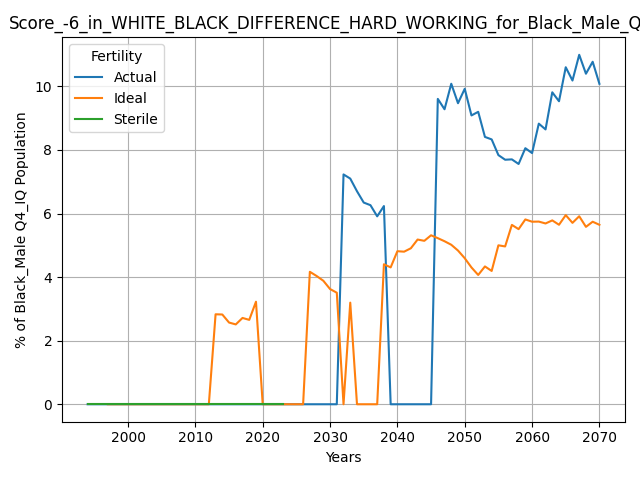 Score_-6_in_WHITE_BLACK_DIFFERENCE_HARD_WORKING_for_Black_Male_Q
Fertility
Actual
Ideal
Sterile
% of Black_Male Q4_IQ Population
10
8
6
4
2
0
2000 2010 2020 2030 2040 2050 2060 2070
Years